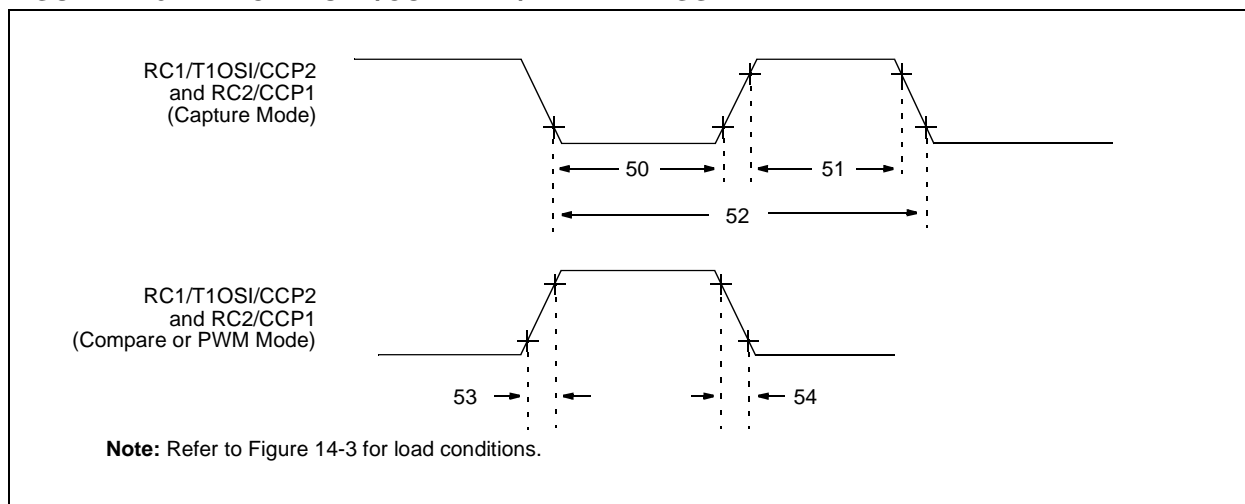 RC1/T1OSI/CCP2
and RC2/CCP1
(Capture Mode)
50
51
52
RC1/T1OSI/CCP2
and RC2/CCP1
(Compare or PWM Mode)
53
54
Note: Refer to Figure 14-3 for load conditions.